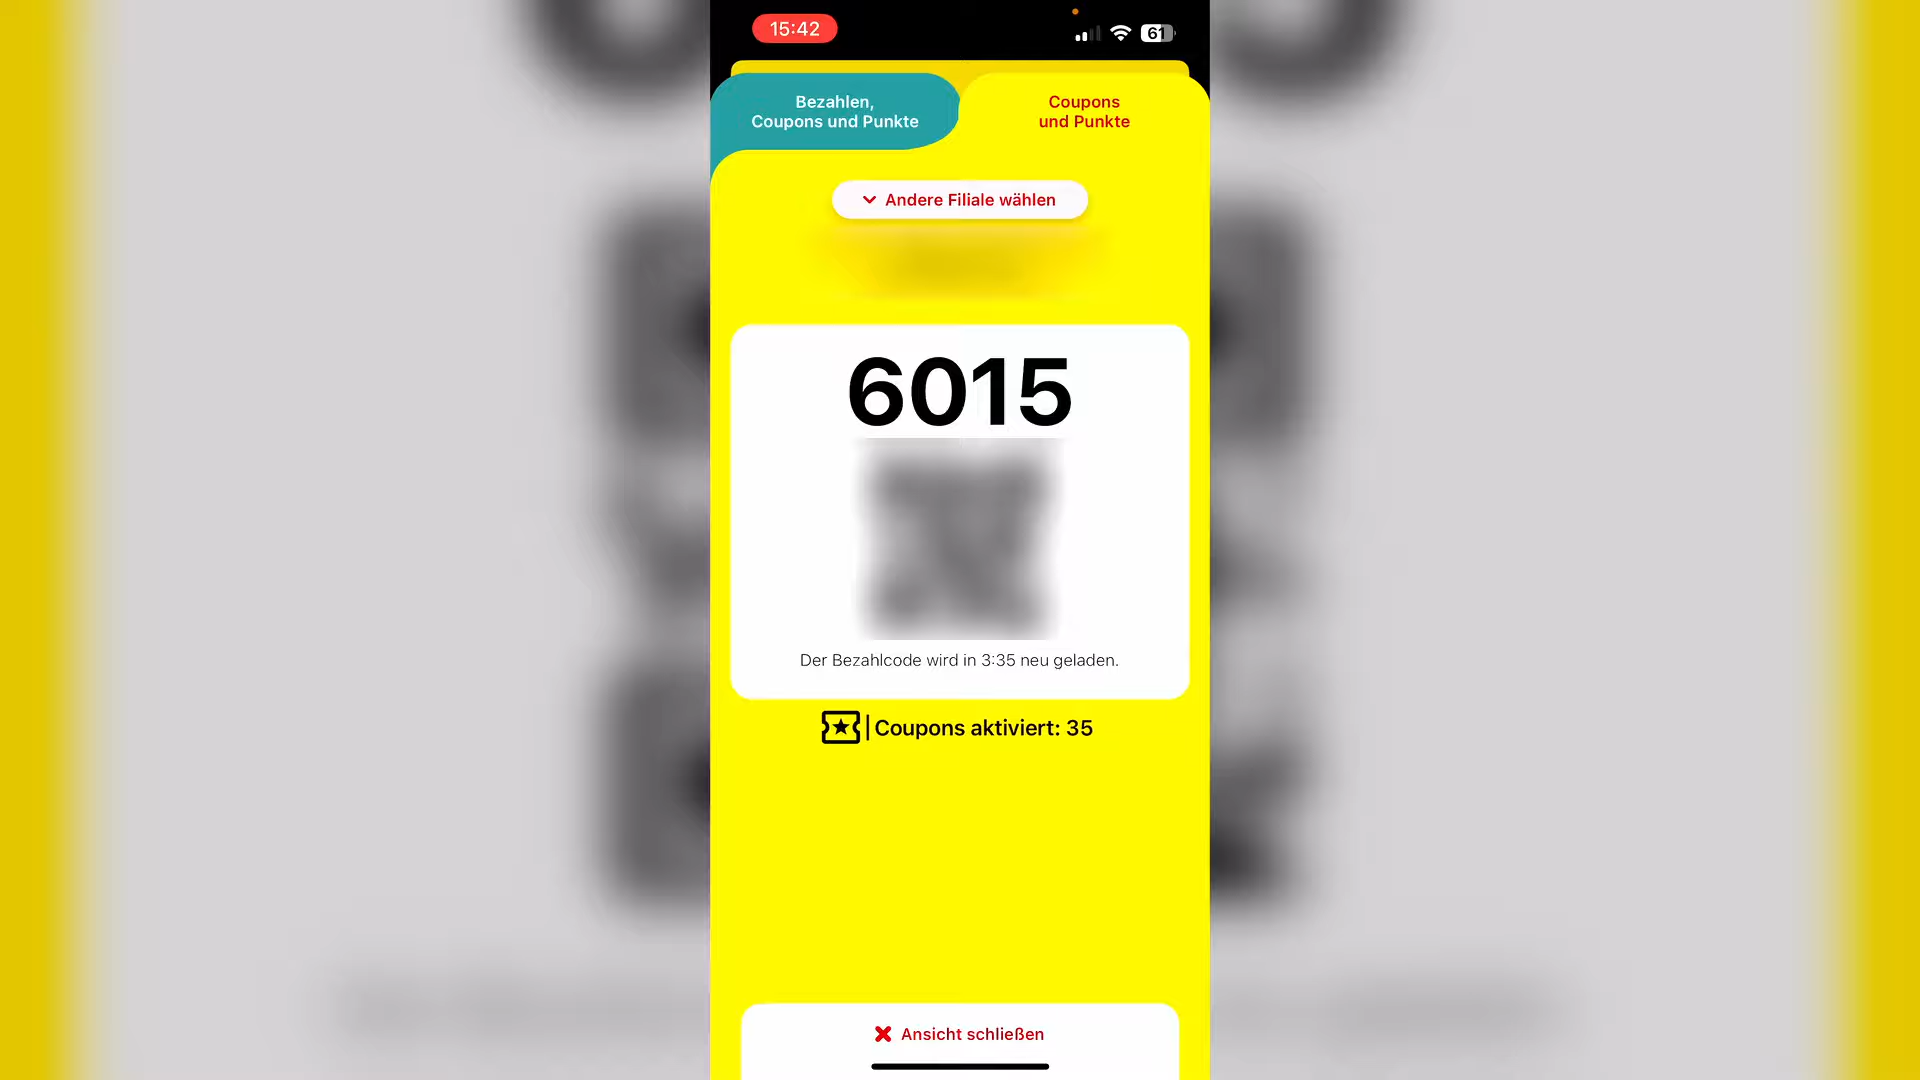 15:42
61
Bezahlen,
Coupons und Punkte
Coupons
und Punkte
Andere Filiale wählen
6015
Der Bezahlcode wird in 3:35 neu geladen.
Coupons aktiviert: 35
Ansicht schließen